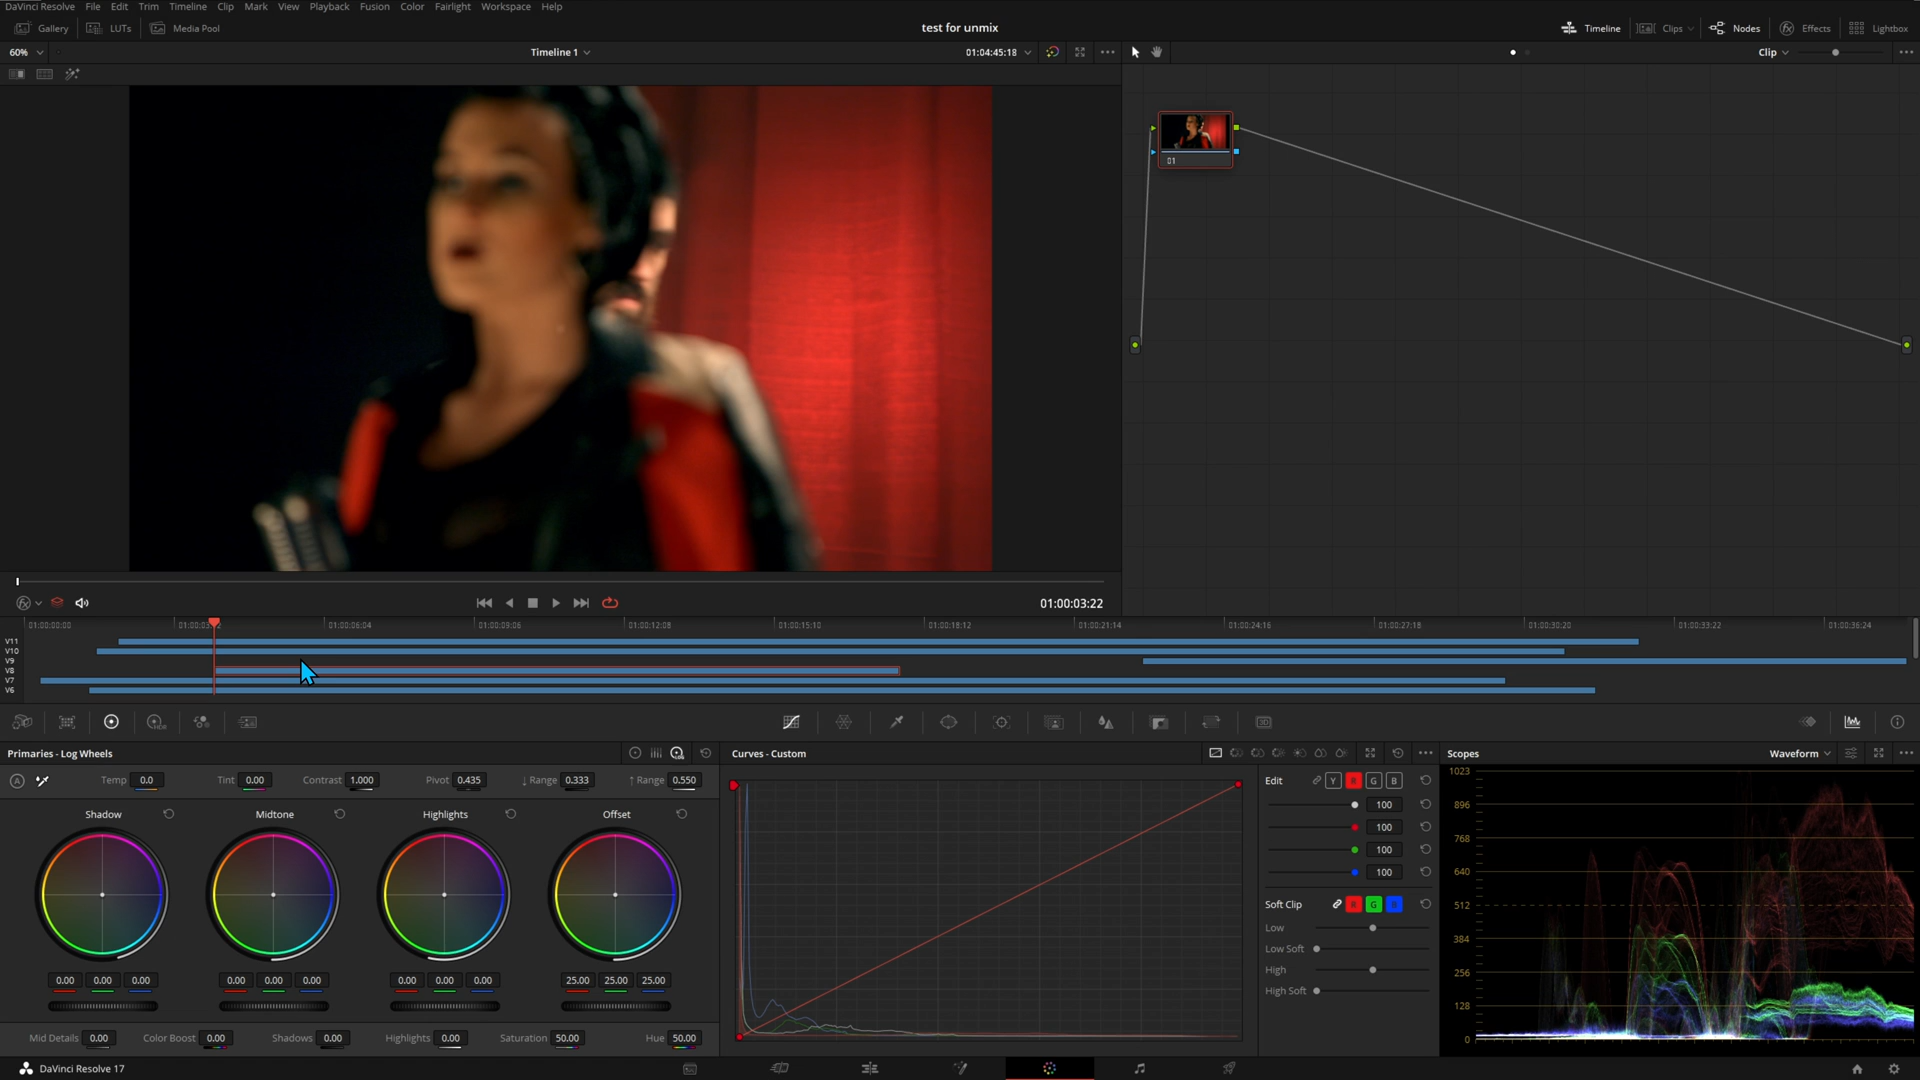 DaVinci Resolve File Edit Trim Timeline Clip Mark View Playback Fusion Color Fairlight Workspace Help
Gallery LUTs Media Pool test for unmix Timeline Clips Nodes Effects Lightbox
60% Timeline 1 01:04:45:18 Clip
01
01:00:03:22
01:00:00:00 01:00:06:04 01:00:09:06 01:00:12:08 01:00:15:10 01:00:18:12 01:00:21:14 01:00:24:16 01:00:27:18 01:00:30:20 01:00:33:22 01:00:36:24
V11
V10
V9
V8
V7
V6
Primaries - Log Wheels Curves - Custom Scopes Waveform
Temp 0.0 Tint 0.00 Contrast 1.000 Pivot 0.435 ↓ Range 0.333 ↑ Range 0.550
Shadow Midtone Highlights Offset
0.00 0.00 0.00 0.00 0.00 0.00 0.00 0.00 0.00 25.00 25.00 25.00
Mid Details 0.00 Color Boost 0.00 Shadows 0.00 Highlights 0.00 Saturation 50.00 Hue 50.00
Edit Y R G B
100
100
100
100
Soft Clip R G B
Low
Low Soft
High
High Soft
1023
896
768
640
512
384
256
128
0
DaVinci Resolve 17